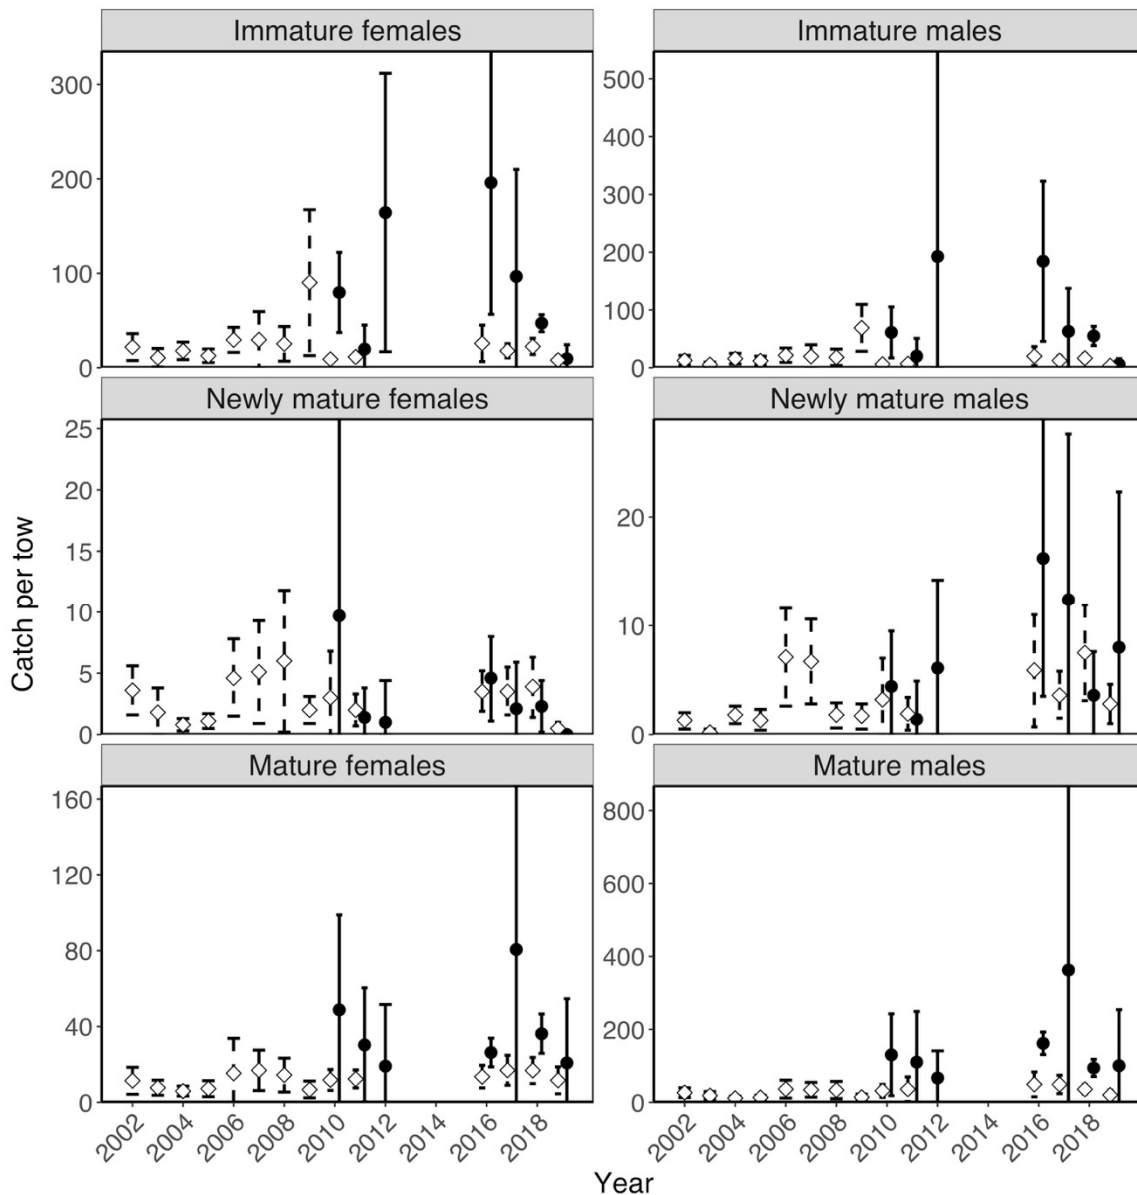 Immature females
Immature males
300
200
100
0
500
400
300
200
100
0
Newly mature females
Newly mature males
25
20
15
10
5
0
20
10
0
Mature females
Mature males
160
120
80
40
0
800
600
400
200
0
Catch per tow
2002 2004 2006 2008 2010 2012 2014 2016 2018
2002 2004 2006 2008 2010 2012 2014 2016 2018
Year